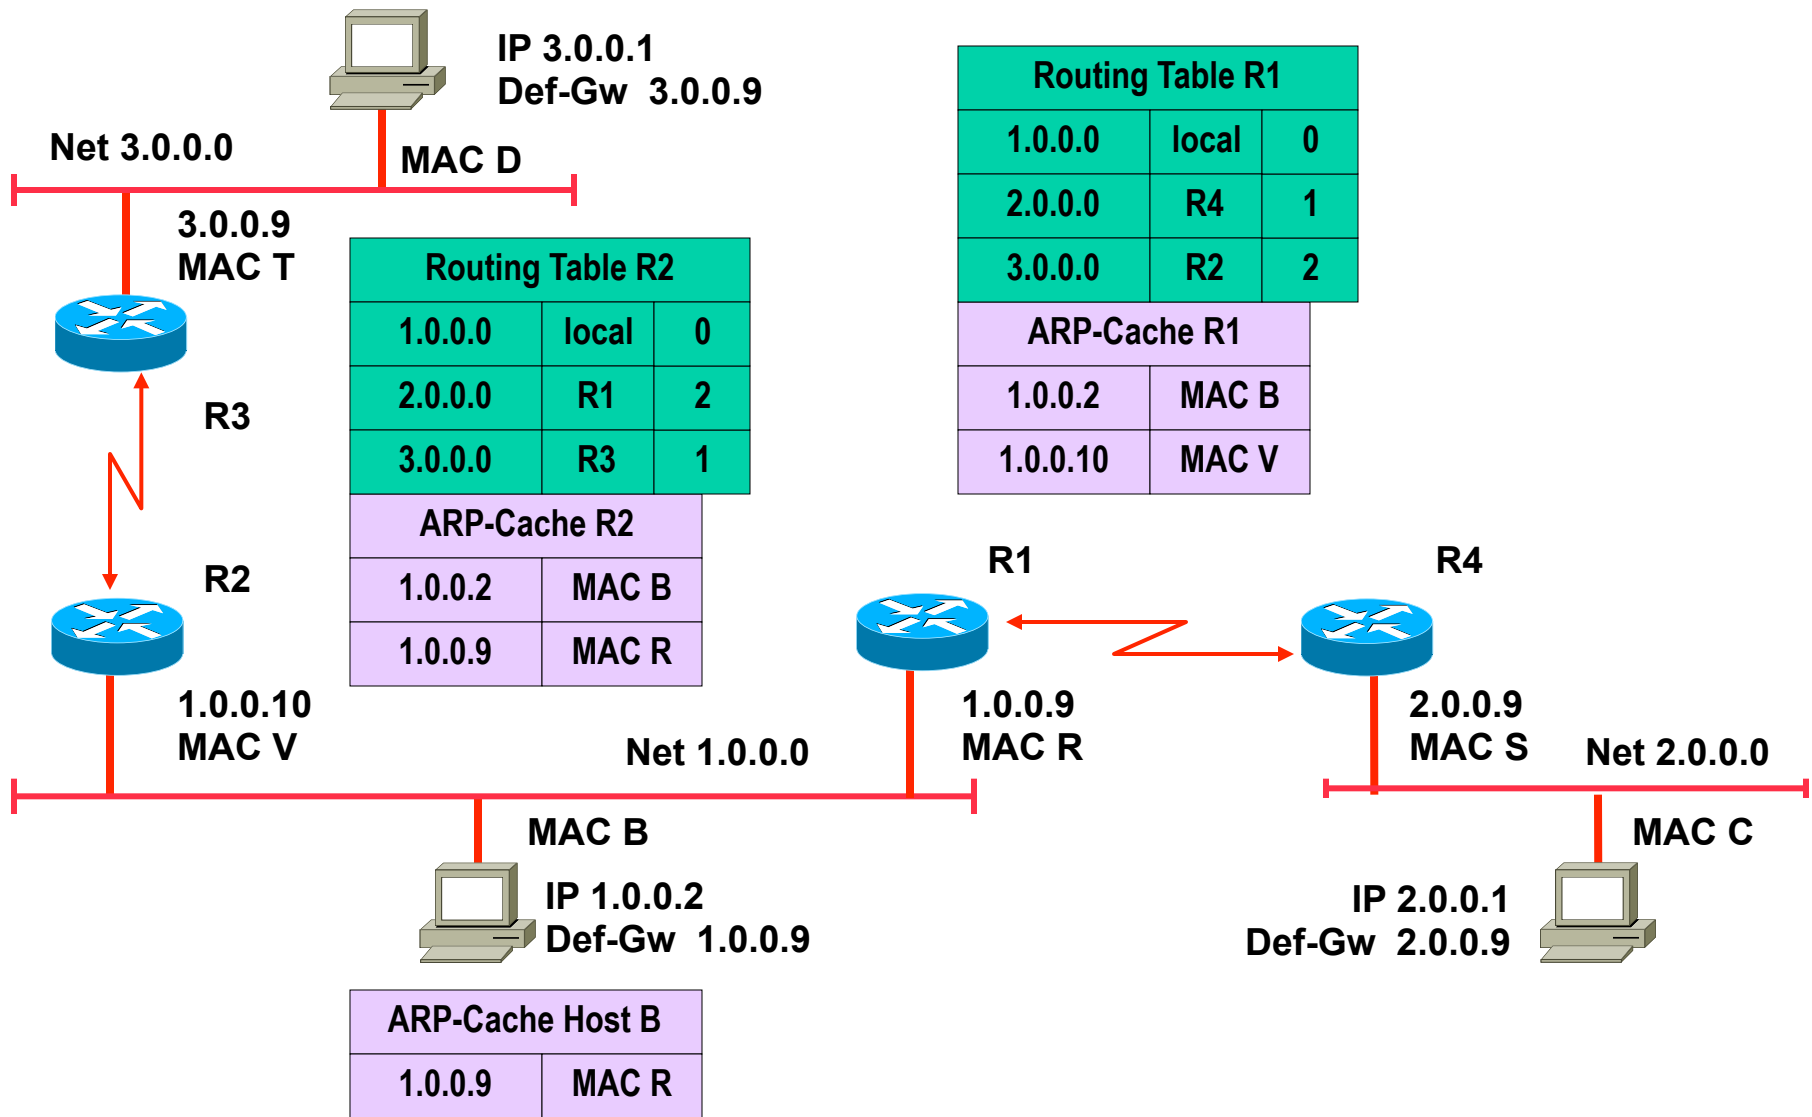 IP 3.0.0.1
Def-Gw 3.0.0.9
Net 3.0.0.0
MAC D
3.0.0.9
MAC T
R3
Routing Table R2
1.0.0.0 local 0
2.0.0.0 R1 2
3.0.0.0 R3 1
ARP-Cache R2
1.0.0.2 MAC B
1.0.0.9 MAC R
Routing Table R1
1.0.0.0 local 0
2.0.0.0 R4 1
3.0.0.0 R2 2
ARP-Cache R1
1.0.0.2 MAC B
1.0.0.10 MAC V
R2
1.0.0.10
MAC V
Net 1.0.0.0
R1
1.0.0.9
MAC R
R4
2.0.0.9
MAC S
Net 2.0.0.0
MAC B
IP 1.0.0.2
Def-Gw 1.0.0.9
MAC C
IP 2.0.0.1
Def-Gw 2.0.0.9
ARP-Cache Host B
1.0.0.9 MAC R